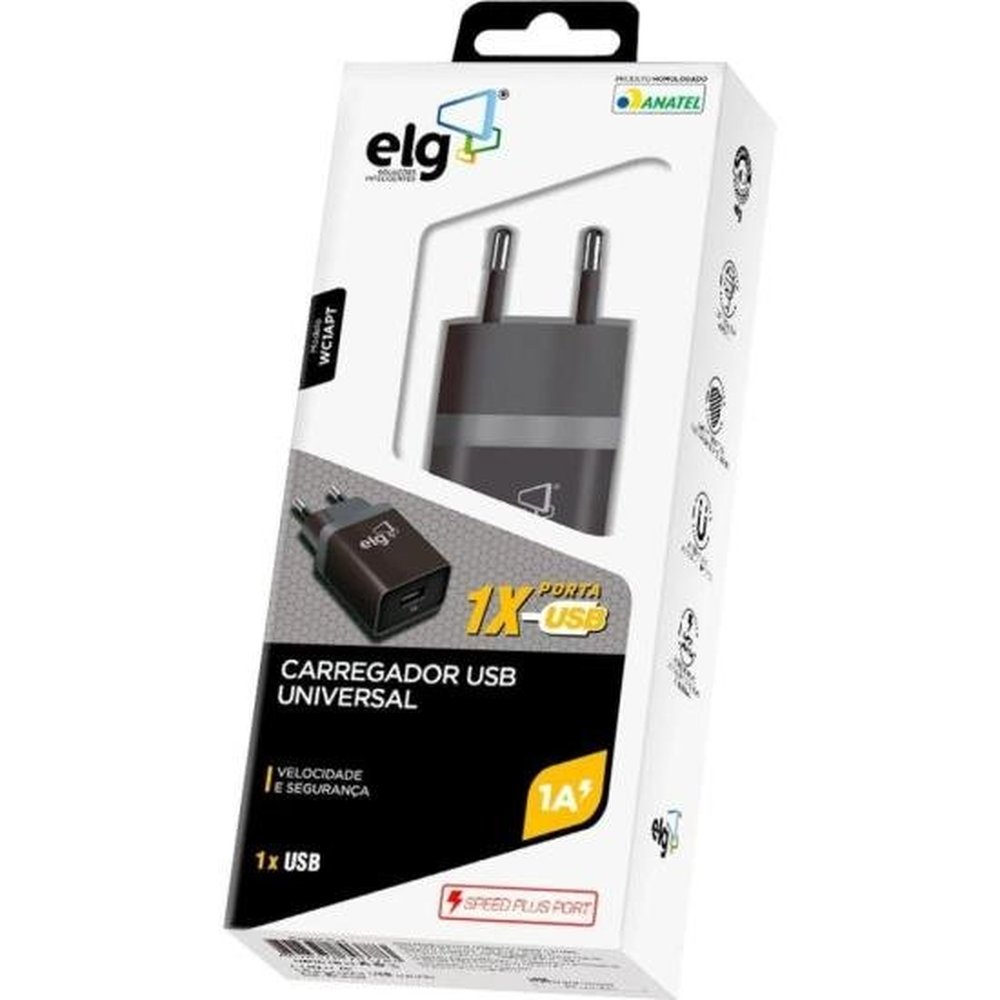 PRODUTO HOMOLOGADO
ANATEL
elg
SOLUÇÕES
INTELIGENTES
Modelo
WC1APT
elg
1X PORTA
USB
CARREGADOR USB
UNIVERSAL
VELOCIDADE
E SEGURANÇA
1A
1 x USB
SPEED PLUS PORT
elg